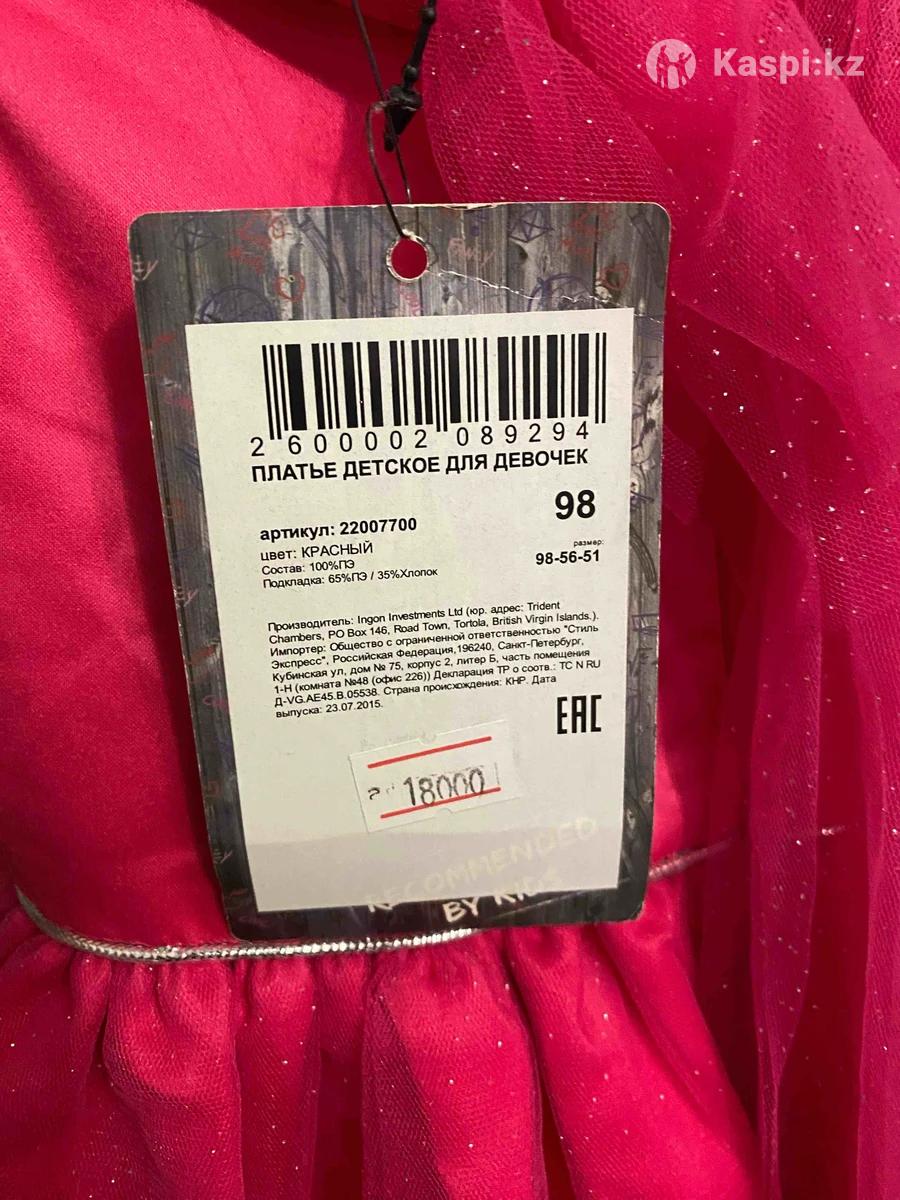 Kaspi.kz
2 600002 089294
ПЛАТЬЕ ДЕТСКОЕ ДЛЯ ДЕВОЧЕК
98
артикул: 22007700
размер:
цвет: КРАСНЫЙ
98-56-51
Состав: 100%ПЭ
Подкладка: 65%ПЭ / 35%Хлопок
Производитель: Ingon Investments Ltd (юр. адрес: Trident
Chambers, PO Box 146, Road Town, Tortola, British Virgin Islands.).
Импортер: Общество с ограниченной ответственностью "Стиль
Экспресс", Российская Федерация,196240, Санкт-Петербург,
Кубинская ул, дом № 75, корпус 2, литер Б, часть помещения
1-Н (комната №48 (офис 226)) Декларация ТР о соотв.: ТС N RU
Д-VG.АЕ45.В.05538. Страна происхождения: КНР. Дата
выпуска: 23.07.2015.
EAC
18000
RECOMMENDED
BY KIDS